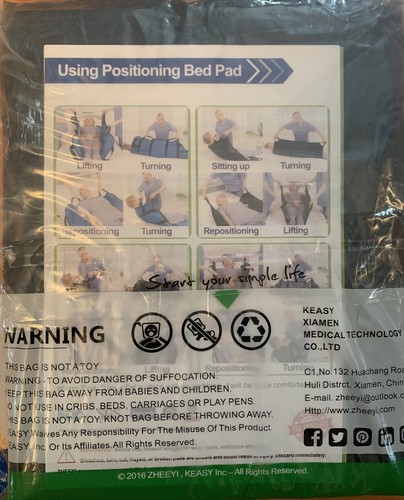 Using Positioning Bed Pad
Lifting Turning Sitting up Turning
Repositioning Turning Repositioning Lifting
Start your simple life
WARNING
THIS BAG IS NOT A TOY
WARNING - TO AVOID DANGER OF SUFFOCATION.
KEEP THIS BAG AWAY FROM BABIES AND CHILDREN.
DO NOT USE IN CRIBS, BEDS. CARRIAGES OR PLAY PENS.
THIS BAG IS NOT A TOY. KNOT BAG BEFORE THROWING AWAY.
KEASY Waives Any Responsibility For The Misuse Of This Product.
KEASY Inc. Or Its Affiliates. All Rights Reserved.
KEASY
XIAMEN
MEDICAL TECHNOLOGY
CO.,LTD
C1, No.132 Huachang Roa
Huli Distrct. Xiamen, Chin
E-mail. zheeyi@outlook.c
Http://www.zheeyi.com
© 2016 ZHEEYI , KEASY Inc – All Rights Reserved.